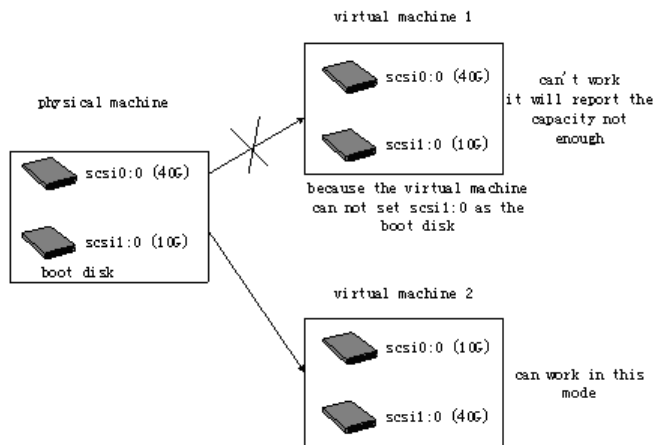 virtual machine 1
scsi0:0 (40G)
scsi1:0 (10G)
can't work
it will report the
capacity not
enough
because the virtual machine
can not set scsi1:0 as the
boot disk
physical machine
scsi0:0 (40G)
scsi1:0 (10G)
boot disk
virtual machine 2
scsi0:0 (10G)
scsi1:0 (40G)
can work in this
mode